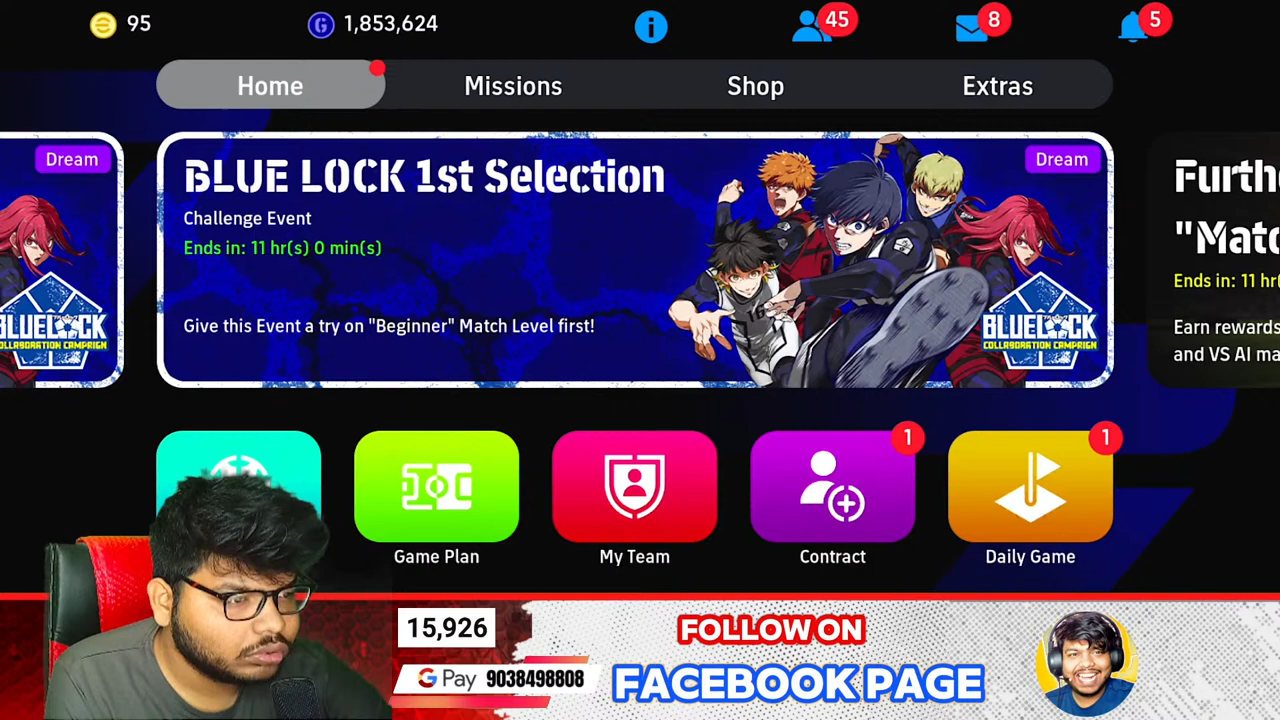 95
1,853,624
45
8
5
Home
Missions
Shop
Extras
Dream
BLUELOCK
COLLABORATION CAMPAIGN
BLUE LOCK 1st Selection
Challenge Event
Ends in: 11 hr(s) 0 min(s)
Give this Event a try on "Beginner" Match Level first!
Dream
16
BLUELOCK
COLLABORATION CAMPAIGN
Furthe
"Matc
Ends in: 11 hr
Earn rewards
and VS AI ma
1
1
Game Plan
My Team
Contract
Daily Game
15,926
G Pay 9038498808
FOLLOW ON
FACEBOOK PAGE